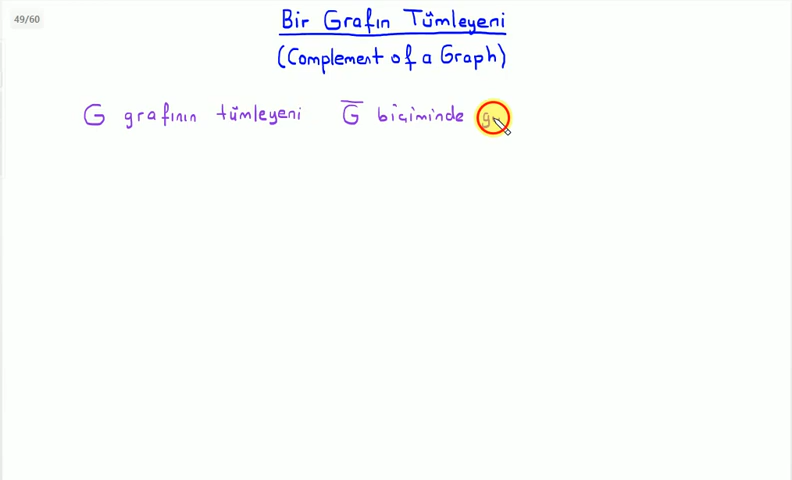 49/60
Bir Grafın Tümleyeni
(Complement of a Graph)
G grafının tümleyeni G̅ biçiminde g